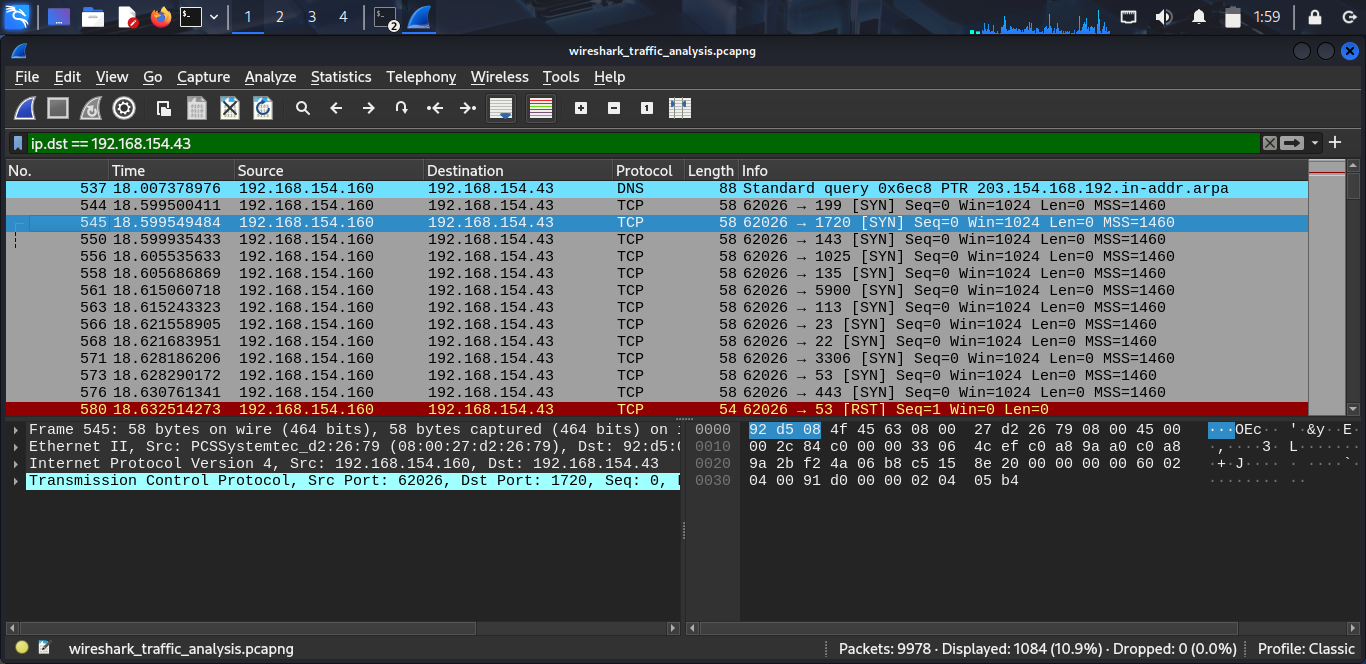 1 2 3 4 2 1:59
wireshark_traffic_analysis.pcapng
File Edit View Go Capture Analyze Statistics Telephony Wireless Tools Help
ip.dst == 192.168.154.43
No. Time Source Destination Protocol Length Info
537 18.007378976 192.168.154.160 192.168.154.43 DNS 88 Standard query 0x6ec8 PTR 203.154.168.192.in-addr.arpa
544 18.599500411 192.168.154.160 192.168.154.43 TCP 58 62026 → 199 [SYN] Seq=0 Win=1024 Len=0 MSS=1460
545 18.599549484 192.168.154.160 192.168.154.43 TCP 58 62026 → 1720 [SYN] Seq=0 Win=1024 Len=0 MSS=1460
550 18.599935433 192.168.154.160 192.168.154.43 TCP 58 62026 → 143 [SYN] Seq=0 Win=1024 Len=0 MSS=1460
556 18.605535633 192.168.154.160 192.168.154.43 TCP 58 62026 → 1025 [SYN] Seq=0 Win=1024 Len=0 MSS=1460
558 18.605686869 192.168.154.160 192.168.154.43 TCP 58 62026 → 135 [SYN] Seq=0 Win=1024 Len=0 MSS=1460
561 18.615060718 192.168.154.160 192.168.154.43 TCP 58 62026 → 5900 [SYN] Seq=0 Win=1024 Len=0 MSS=1460
563 18.615243323 192.168.154.160 192.168.154.43 TCP 58 62026 → 113 [SYN] Seq=0 Win=1024 Len=0 MSS=1460
566 18.621558905 192.168.154.160 192.168.154.43 TCP 58 62026 → 23 [SYN] Seq=0 Win=1024 Len=0 MSS=1460
568 18.621683951 192.168.154.160 192.168.154.43 TCP 58 62026 → 22 [SYN] Seq=0 Win=1024 Len=0 MSS=1460
571 18.628186206 192.168.154.160 192.168.154.43 TCP 58 62026 → 3306 [SYN] Seq=0 Win=1024 Len=0 MSS=1460
573 18.628290172 192.168.154.160 192.168.154.43 TCP 58 62026 → 53 [SYN] Seq=0 Win=1024 Len=0 MSS=1460
576 18.630761341 192.168.154.160 192.168.154.43 TCP 58 62026 → 443 [SYN] Seq=0 Win=1024 Len=0 MSS=1460
580 18.632514273 192.168.154.160 192.168.154.43 TCP 54 62026 → 53 [RST] Seq=1 Win=0 Len=0
Frame 545: 58 bytes on wire (464 bits), 58 bytes captured (464 bits) on
Ethernet II, Src: PCSSystemtec_d2:26:79 (08:00:27:d2:26:79), Dst: 92:d5:0
Internet Protocol Version 4, Src: 192.168.154.160, Dst: 192.168.154.43
Transmission Control Protocol, Src Port: 62026, Dst Port: 1720, Seq: 0,
0000 92 d5 08 4f 45 63 08 00 27 d2 26 79 08 00 45 00 ···OEc·· '·&y··E·
0010 00 2c 84 c0 00 00 33 06 4c ef c0 a8 9a a0 c0 a8 ·,····3· L·······
0020 9a 2b f2 4a 06 b8 c5 15 8e 20 00 00 00 00 60 02 ·+·J···· · ····`·
0030 04 00 91 d0 00 00 02 04 05 b4 ········ ··
wireshark_traffic_analysis.pcapng
Packets: 9978 · Displayed: 1084 (10.9%) · Dropped: 0 (0.0%)
Profile: Classic